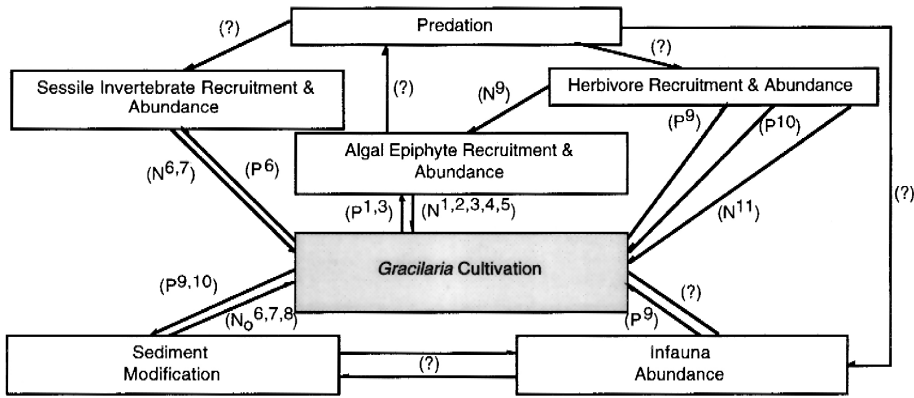 Predation
(?)
(?)
Sessile Invertebrate Recruitment &
Abundance
Herbivore Recruitment & Abundance
(?)
(N9)
(P9)
(P10)
Algal Epiphyte Recruitment &
Abundance
(N6,7)
(P6)
(?)
(P1,3)
(N1,2,3,4,5)
(N11)
Gracilaria Cultivation
(P9,10)
(?)
(No6,7,8)
(P9)
Sediment
Modification
(?)
Infauna
Abundance